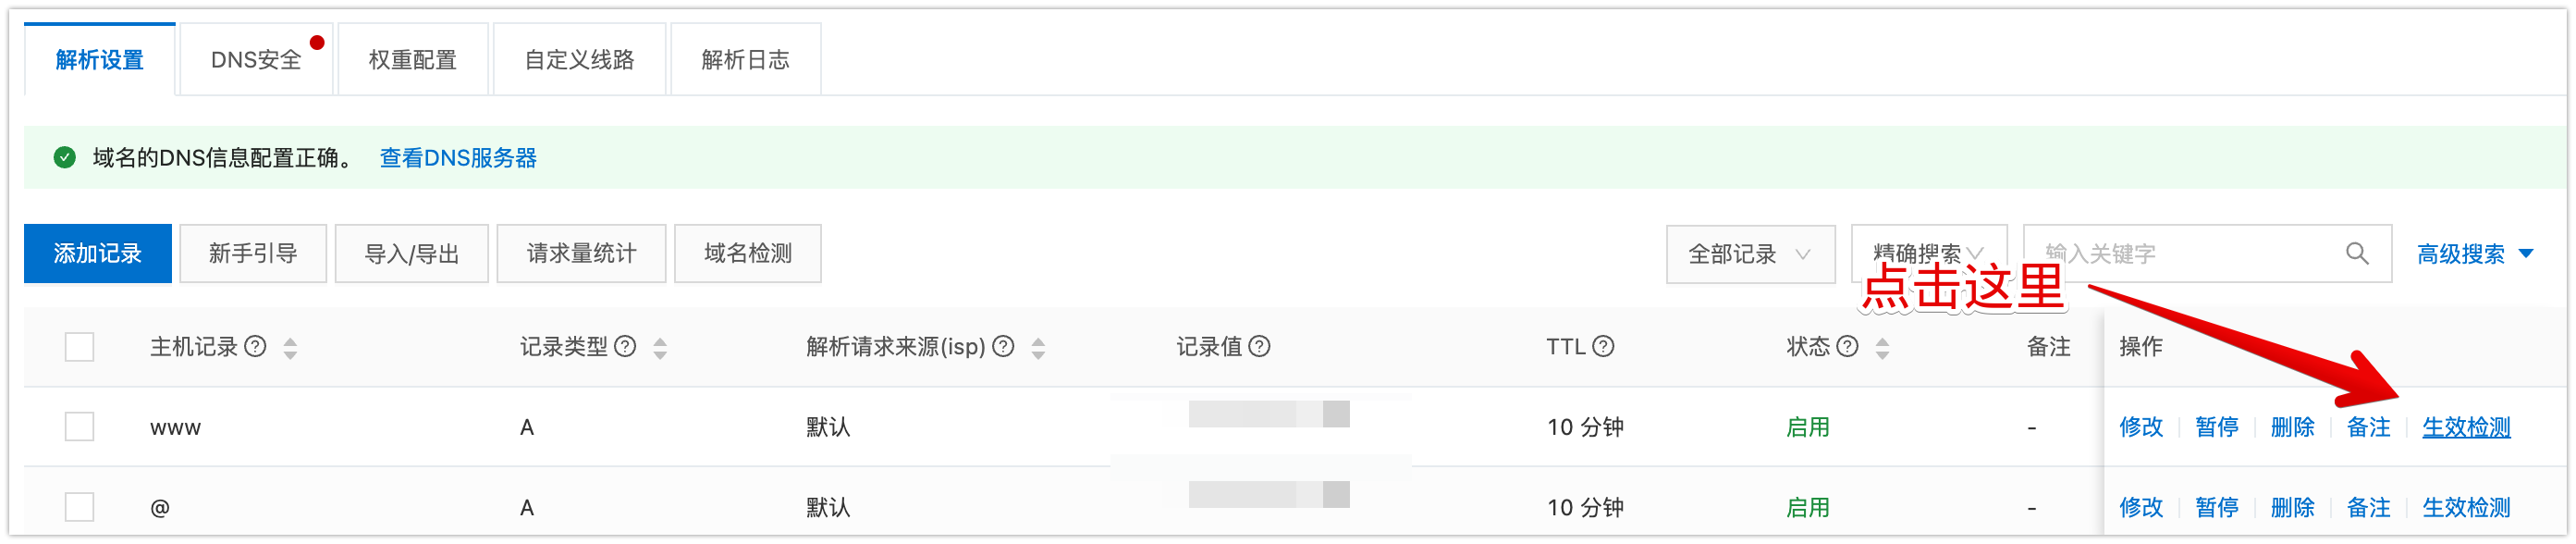 解析设置 DNS安全 权重配置 自定义线路 解析日志
域名的DNS信息配置正确。 查看DNS服务器
添加记录 新手引导 导入/导出 请求量统计 域名检测 全部记录 精确搜索 输入关键字 高级搜索
点击这里
主机记录 记录类型 解析请求来源(isp) 记录值 TTL 状态 备注 操作
www A 默认 10 分钟 启用 - 修改 暂停 删除 备注 生效检测
@ A 默认 10 分钟 启用 - 修改 暂停 删除 备注 生效检测